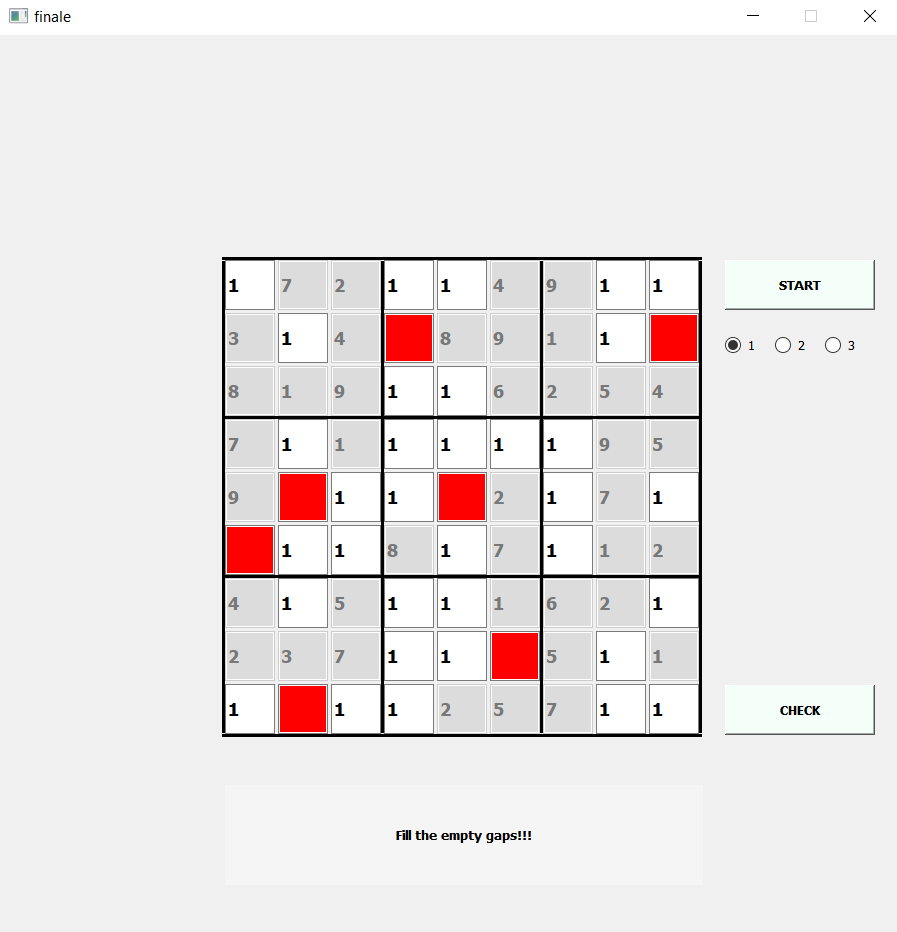 finale
1 7 2 1 1 4 9 1 1
3 1 4 8 9 1 1
8 1 9 1 1 6 2 5 4
7 1 1 1 1 1 1 9 5
9 1 1 2 1 7 1
1 1 8 1 7 1 1 2
4 1 5 1 1 1 6 2 1
2 3 7 1 1 5 1 1
1 1 1 2 5 7 1 1
START
1 2 3
CHECK
Fill the empty gaps!!!